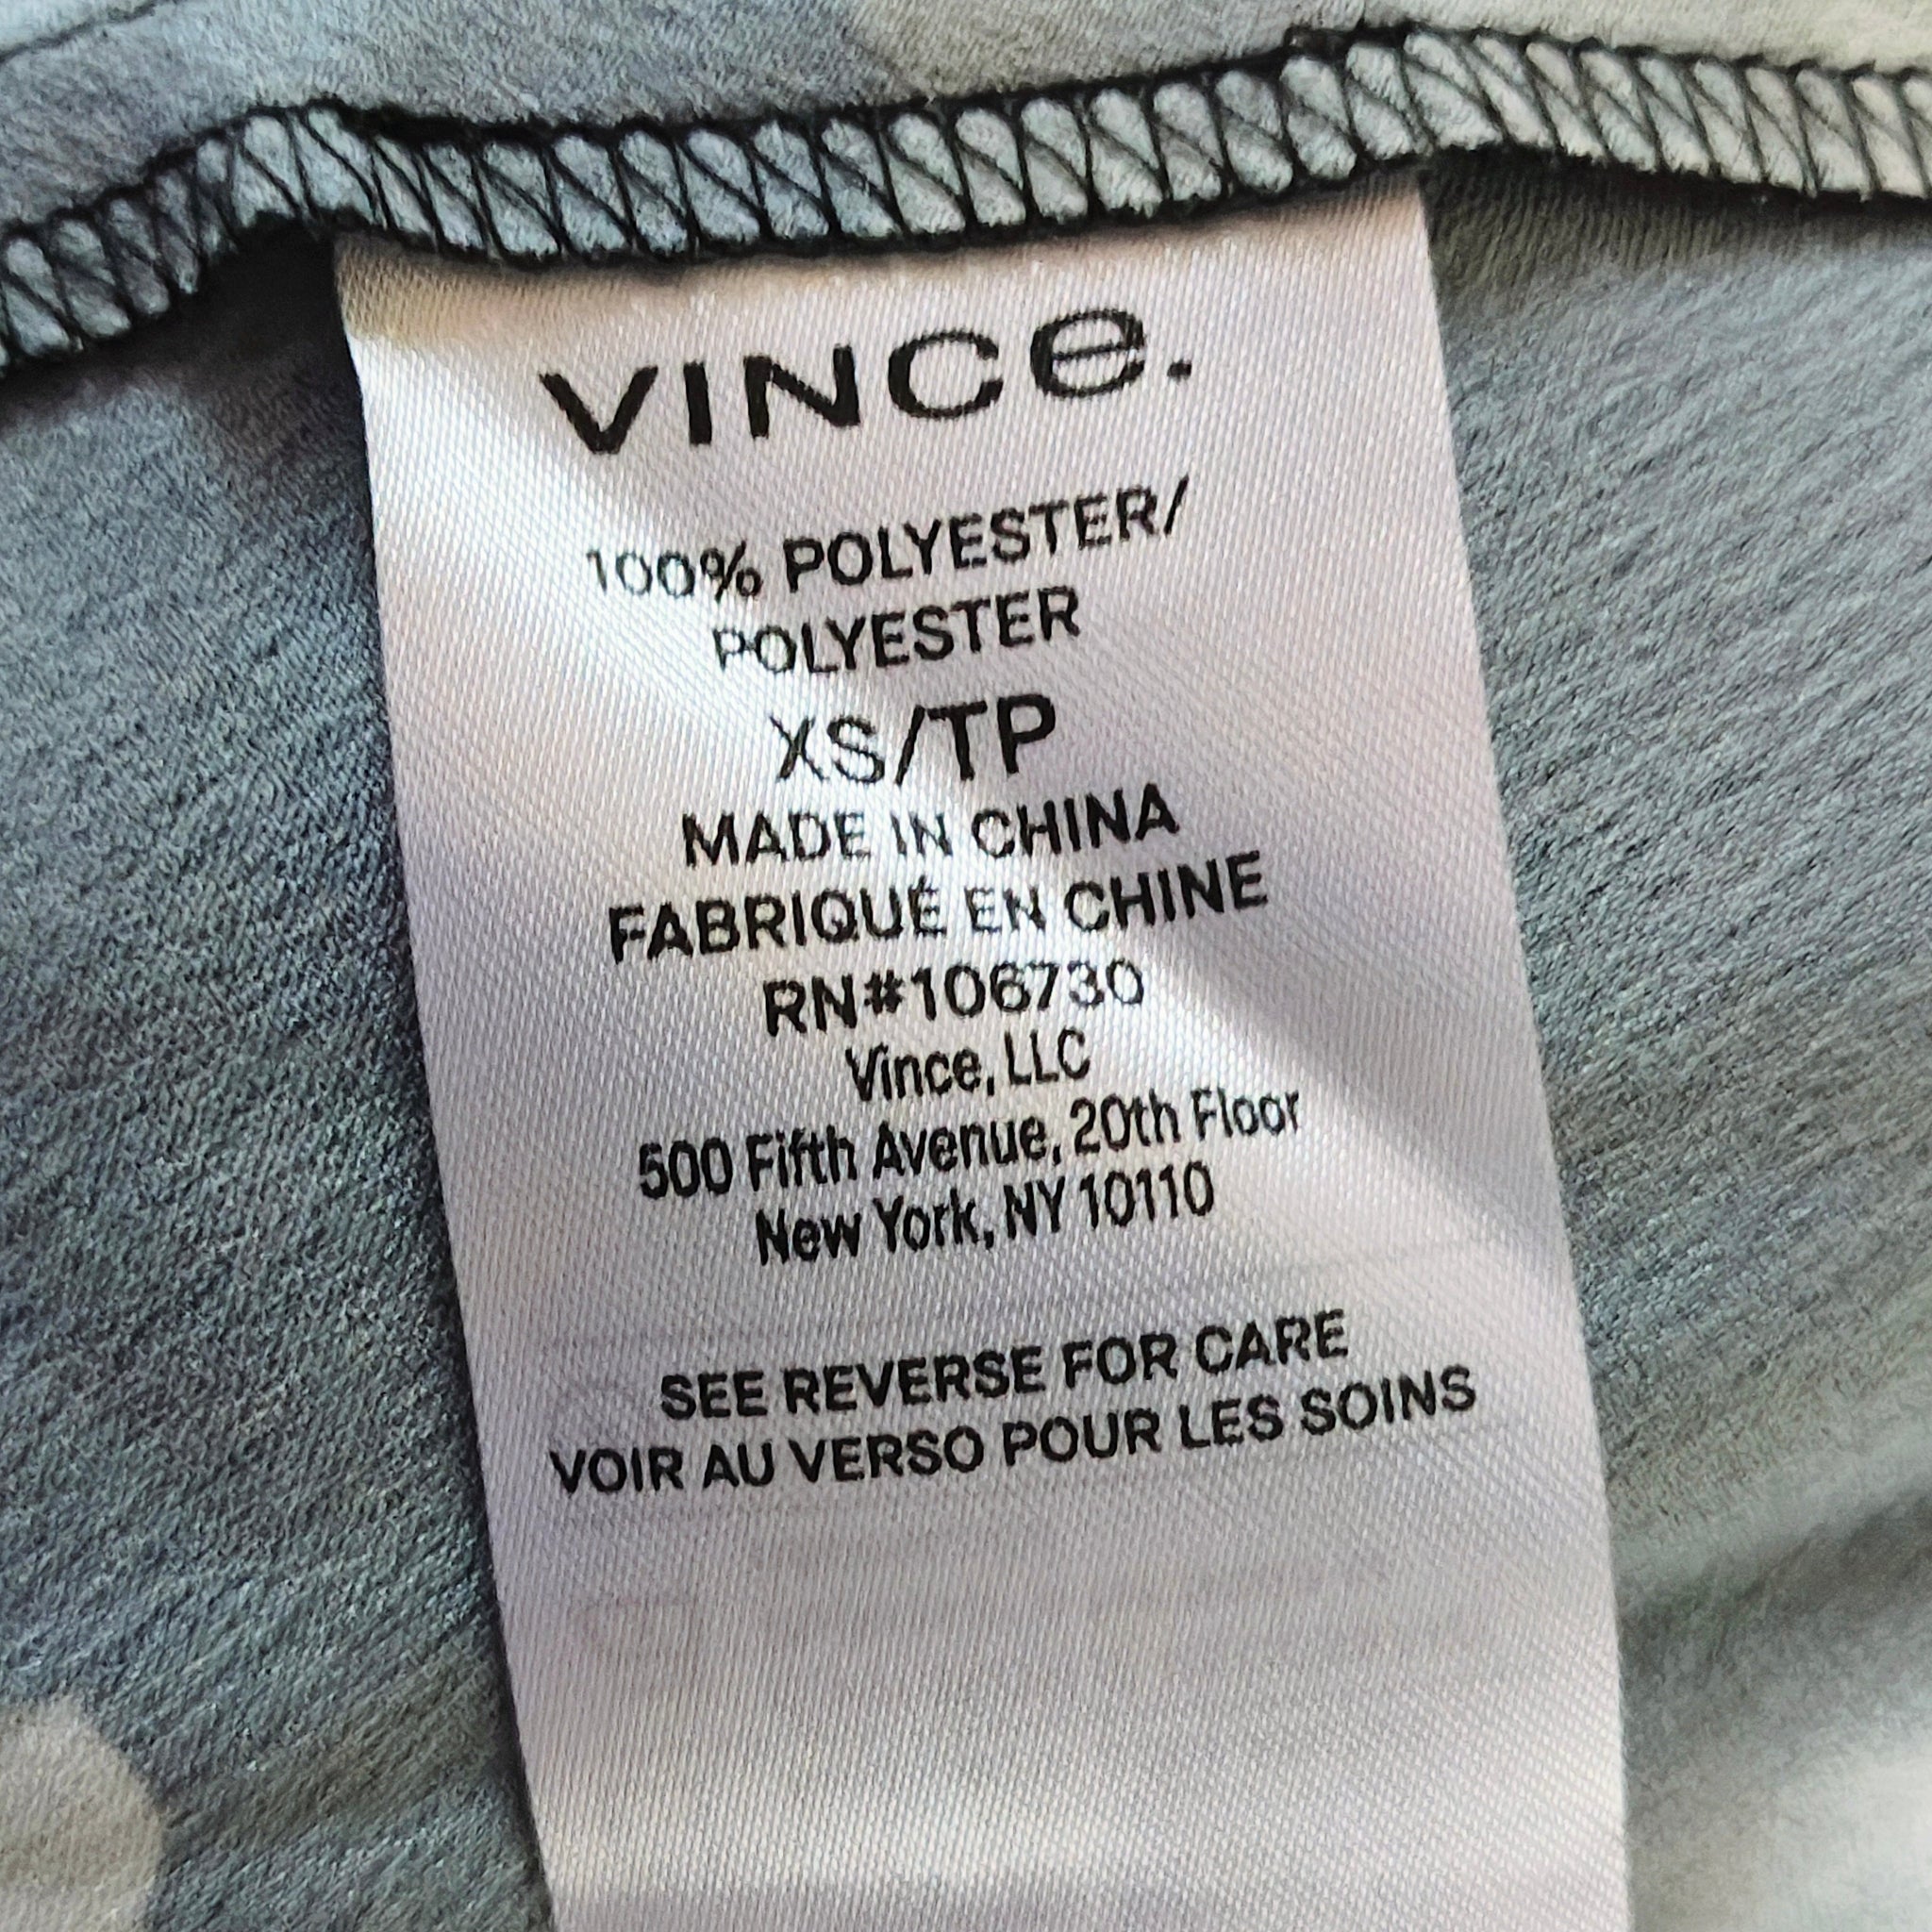 VINCe.
100% POLYESTER/
POLYESTER
XS/TP
MADE IN CHINA
FABRIQUÉ EN CHINE
RN#106730
Vince, LLC
500 Fifth Avenue, 20th Floor
New York, NY 10110
SEE REVERSE FOR CARE
VOIR AU VERSO POUR LES SOINS